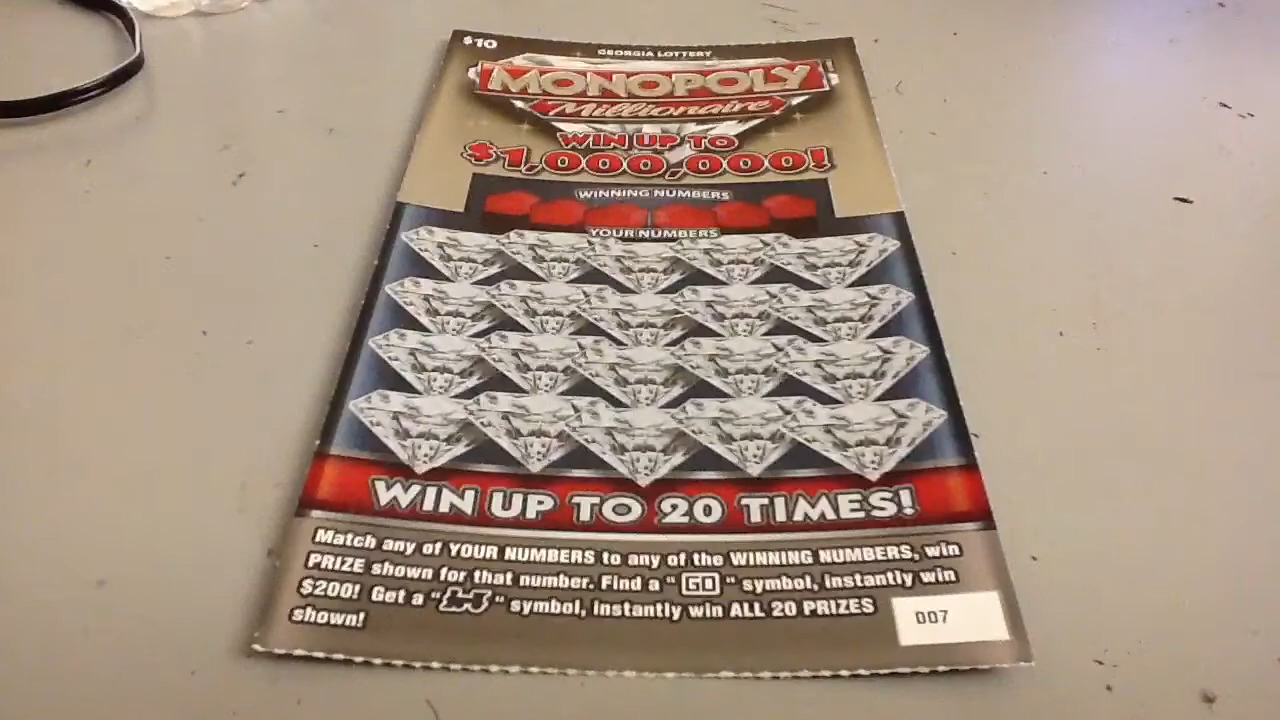 $10
GEORGIA LOTTERY
MONOPOLY
Millionaire
WIN UP TO
$1,000,000!
WINNING NUMBERS
YOUR NUMBERS
WIN UP TO 20 TIMES!
Match any of YOUR NUMBERS to any of the WINNING NUMBERS, win
PRIZE shown for that number. Find a "GO" symbol, instantly win
$200! Get a " " symbol, instantly win ALL 20 PRIZES
shown!
007